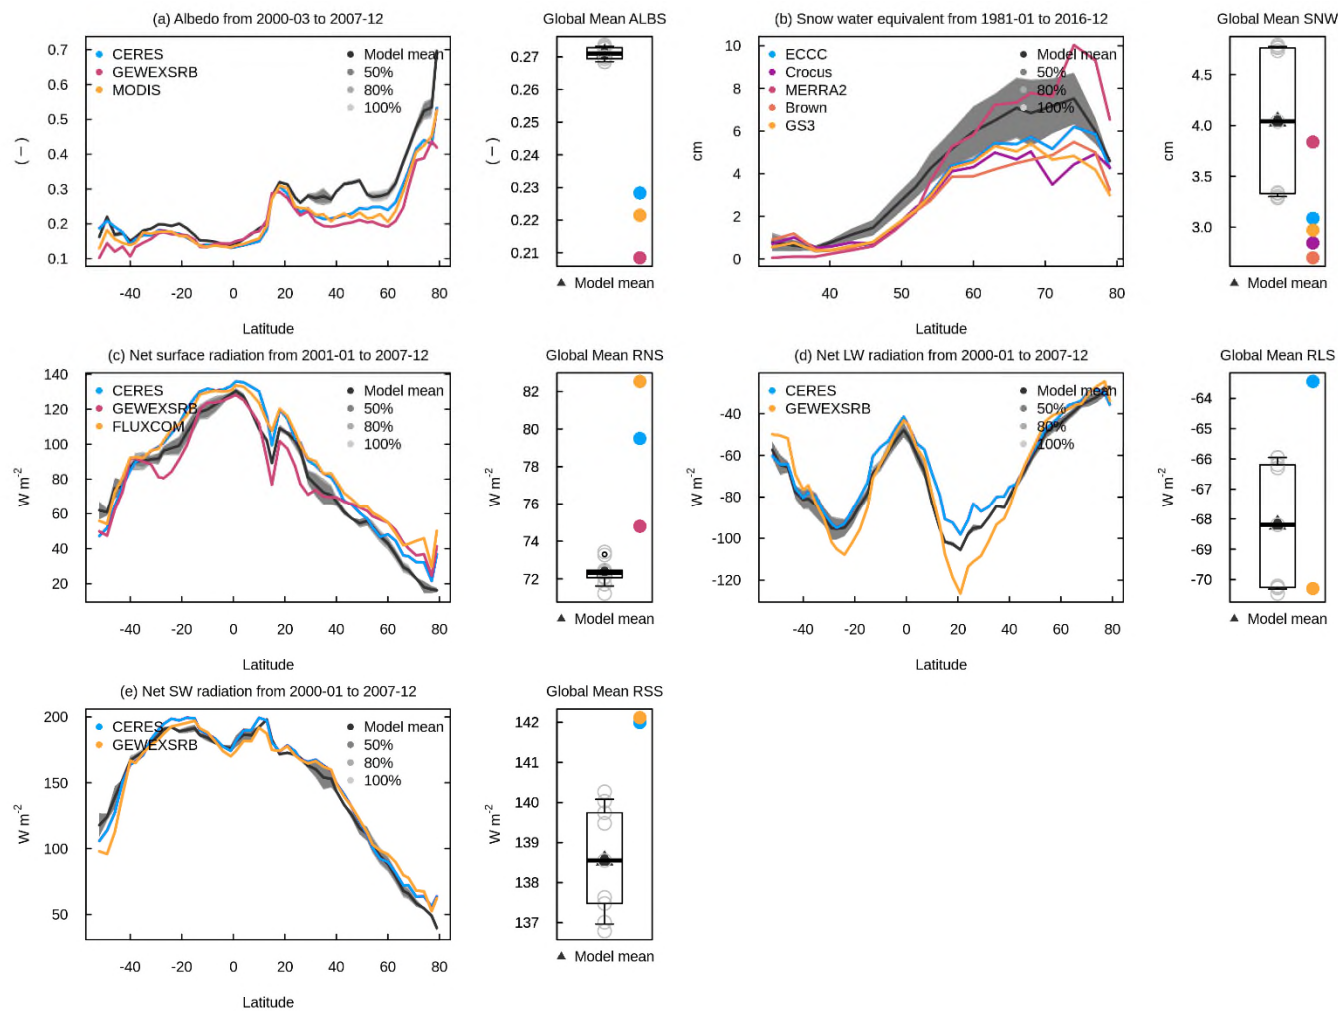 (a) Albedo from 2000-03 to 2007-12
Global Mean ALBS
(b) Snow water equivalent from 1981-01 to 2016-12
Global Mean SNW
CERES
GEWEXSRB
MODIS
Model mean
50%
80%
100%
0.7
0.6
0.5
0.4
0.3
0.2
0.1
( − )
-40 -20 0 20 40 60 80
Latitude
0.27
0.26
0.25
0.24
0.23
0.22
0.21
( − )
▲ Model mean
ECCC
Crocus
MERRA2
Brown
GS3
Model mean
50%
80%
100%
10
8
6
4
2
0
cm
40 50 60 70 80
Latitude
4.5
4.0
3.5
3.0
cm
▲ Model mean
(c) Net surface radiation from 2001-01 to 2007-12
Global Mean RNS
(d) Net LW radiation from 2000-01 to 2007-12
Global Mean RLS
CERES
GEWEXSRB
FLUXCOM
Model mean
50%
80%
100%
140
120
100
80
60
40
20
W m-2
-40 -20 0 20 40 60 80
Latitude
82
80
78
76
74
72
W m-2
▲ Model mean
CERES
GEWEXSRB
Model mean
50%
80%
100%
-40
-60
-80
-100
-120
W m-2
-40 -20 0 20 40 60 80
Latitude
-64
-65
-66
-67
-68
-69
-70
W m-2
▲ Model mean
(e) Net SW radiation from 2000-01 to 2007-12
Global Mean RSS
CERES
GEWEXSRB
Model mean
50%
80%
100%
200
150
100
50
W m-2
-40 -20 0 20 40 60 80
Latitude
142
141
140
139
138
137
W m-2
▲ Model mean